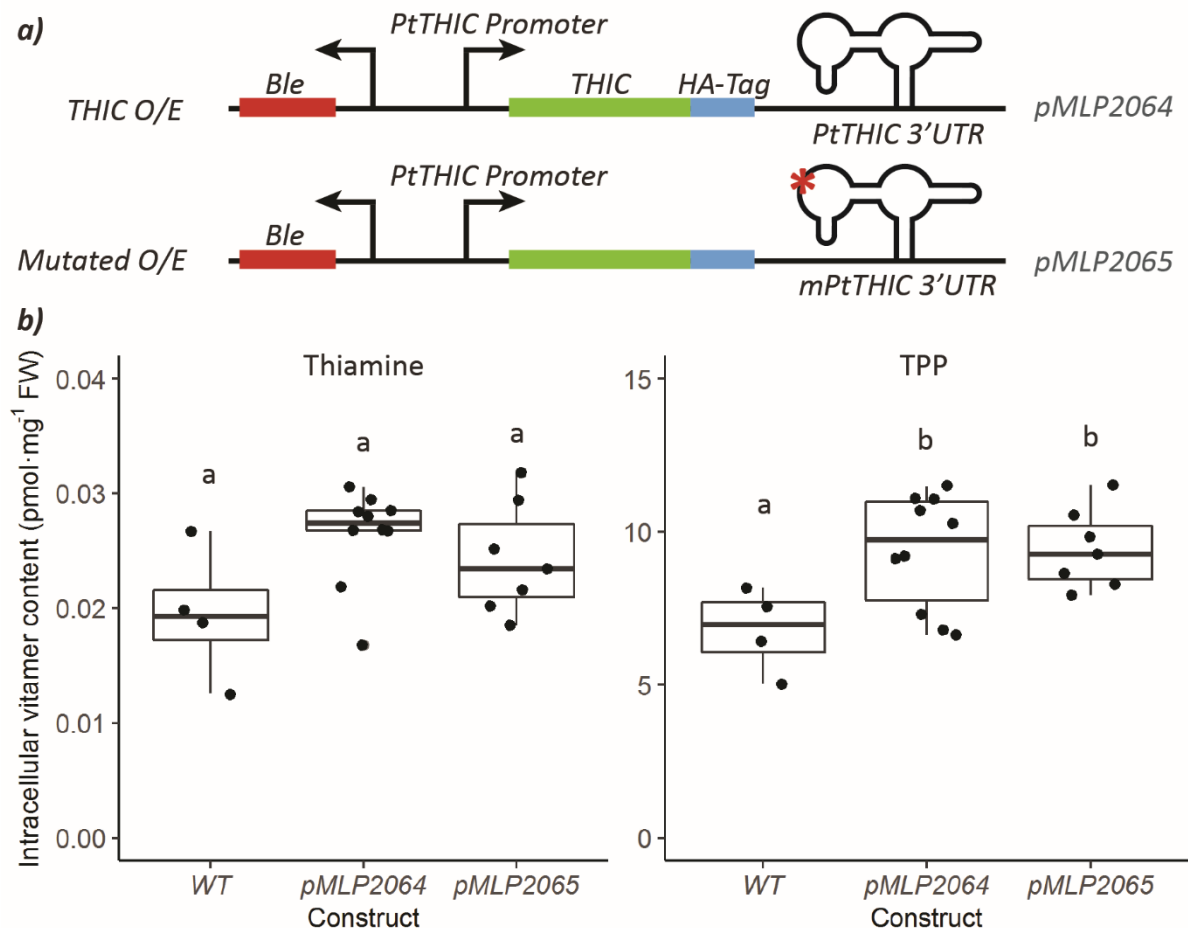 a)
PtTHIC Promoter
Ble
THIC
HA-Tag
THIC O/E
pMLP2064
PtTHIC 3'UTR
PtTHIC Promoter
*
Ble
Mutated O/E
pMLP2065
mPtTHIC 3'UTR
b)
Intracellular vitamer content (pmol·mg⁻¹ FW)
Thiamine
0.04
0.03
0.02
0.01
0.00
a
a
a
WT
pMLP2064
pMLP2065
Construct
TPP
15
10
5
0
a
b
b
WT
pMLP2064
pMLP2065
Construct